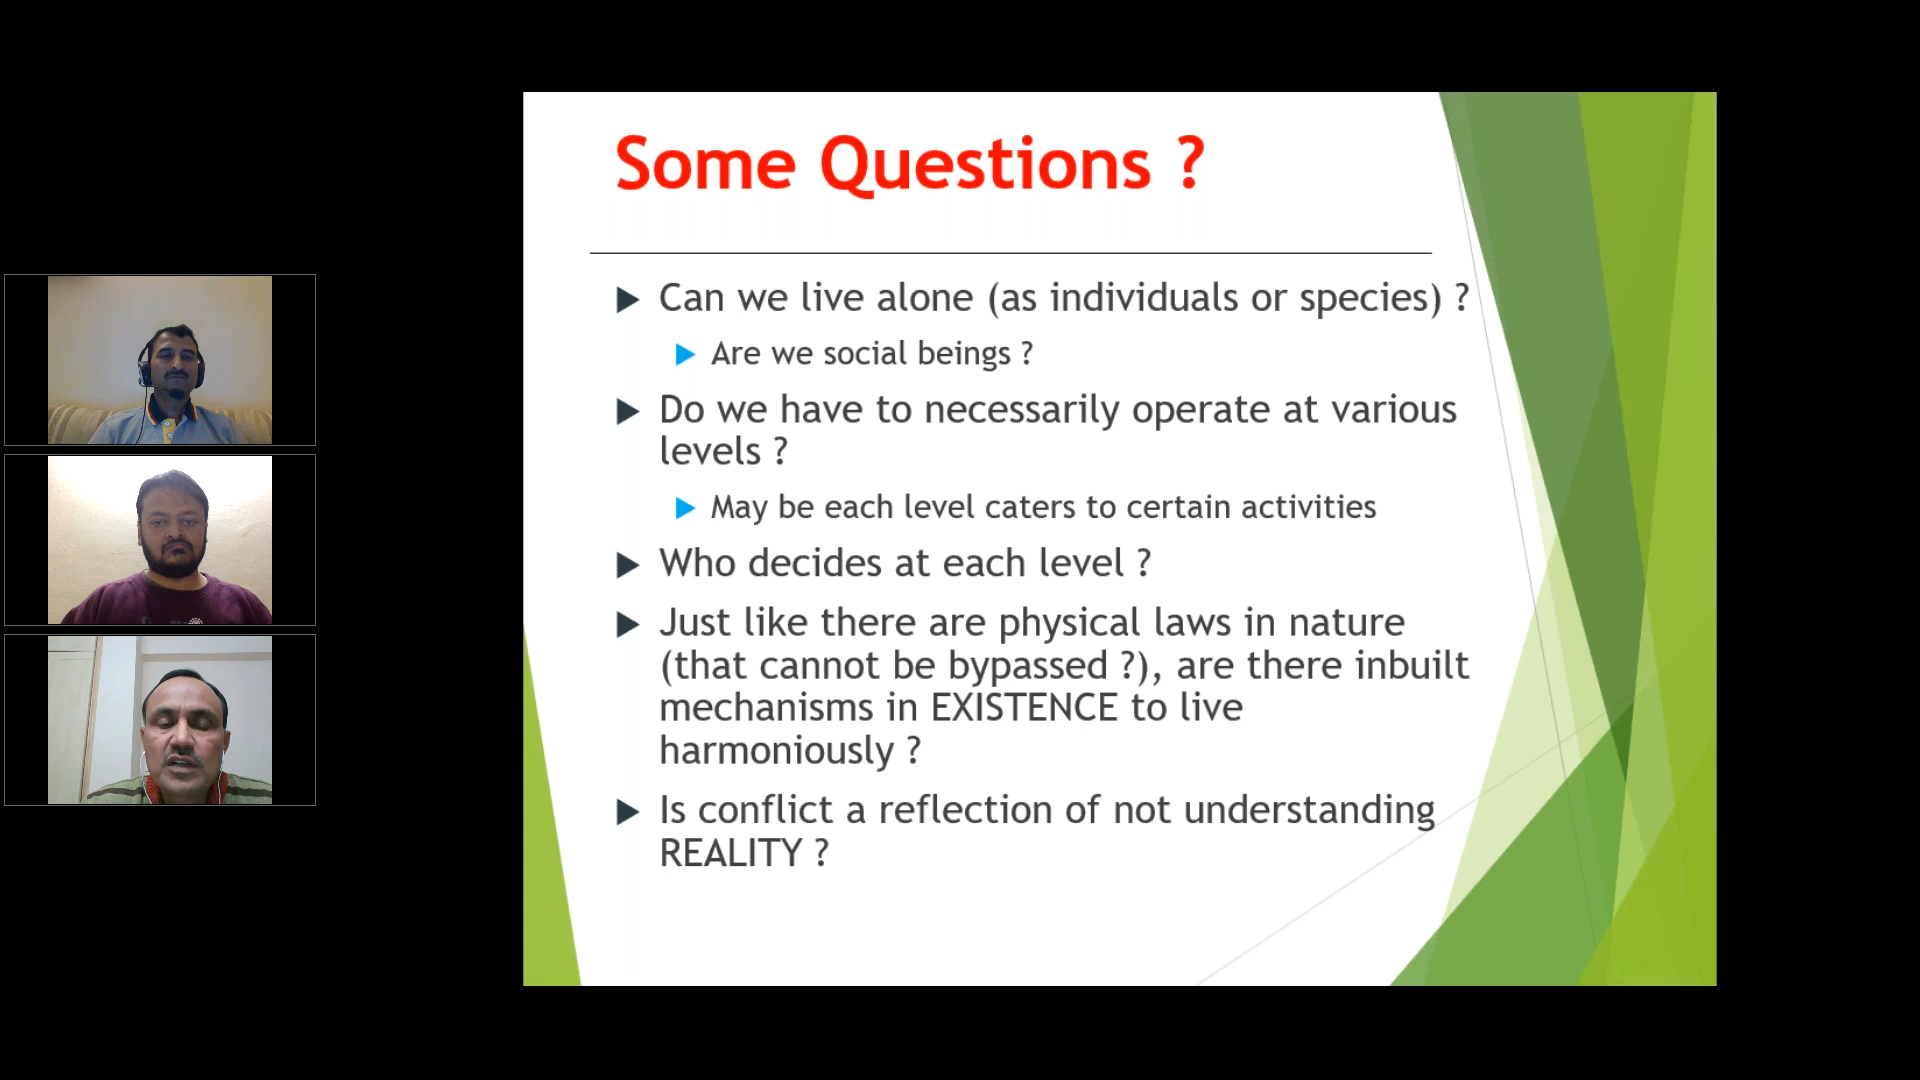 Some Questions ?
Can we live alone (as individuals or species) ?
Are we social beings ?
Do we have to necessarily operate at various
levels ?
May be each level caters to certain activities
Who decides at each level ?
Just like there are physical laws in nature
(that cannot be bypassed ?), are there inbuilt
mechanisms in EXISTENCE to live
harmoniously ?
Is conflict a reflection of not understanding
REALITY ?